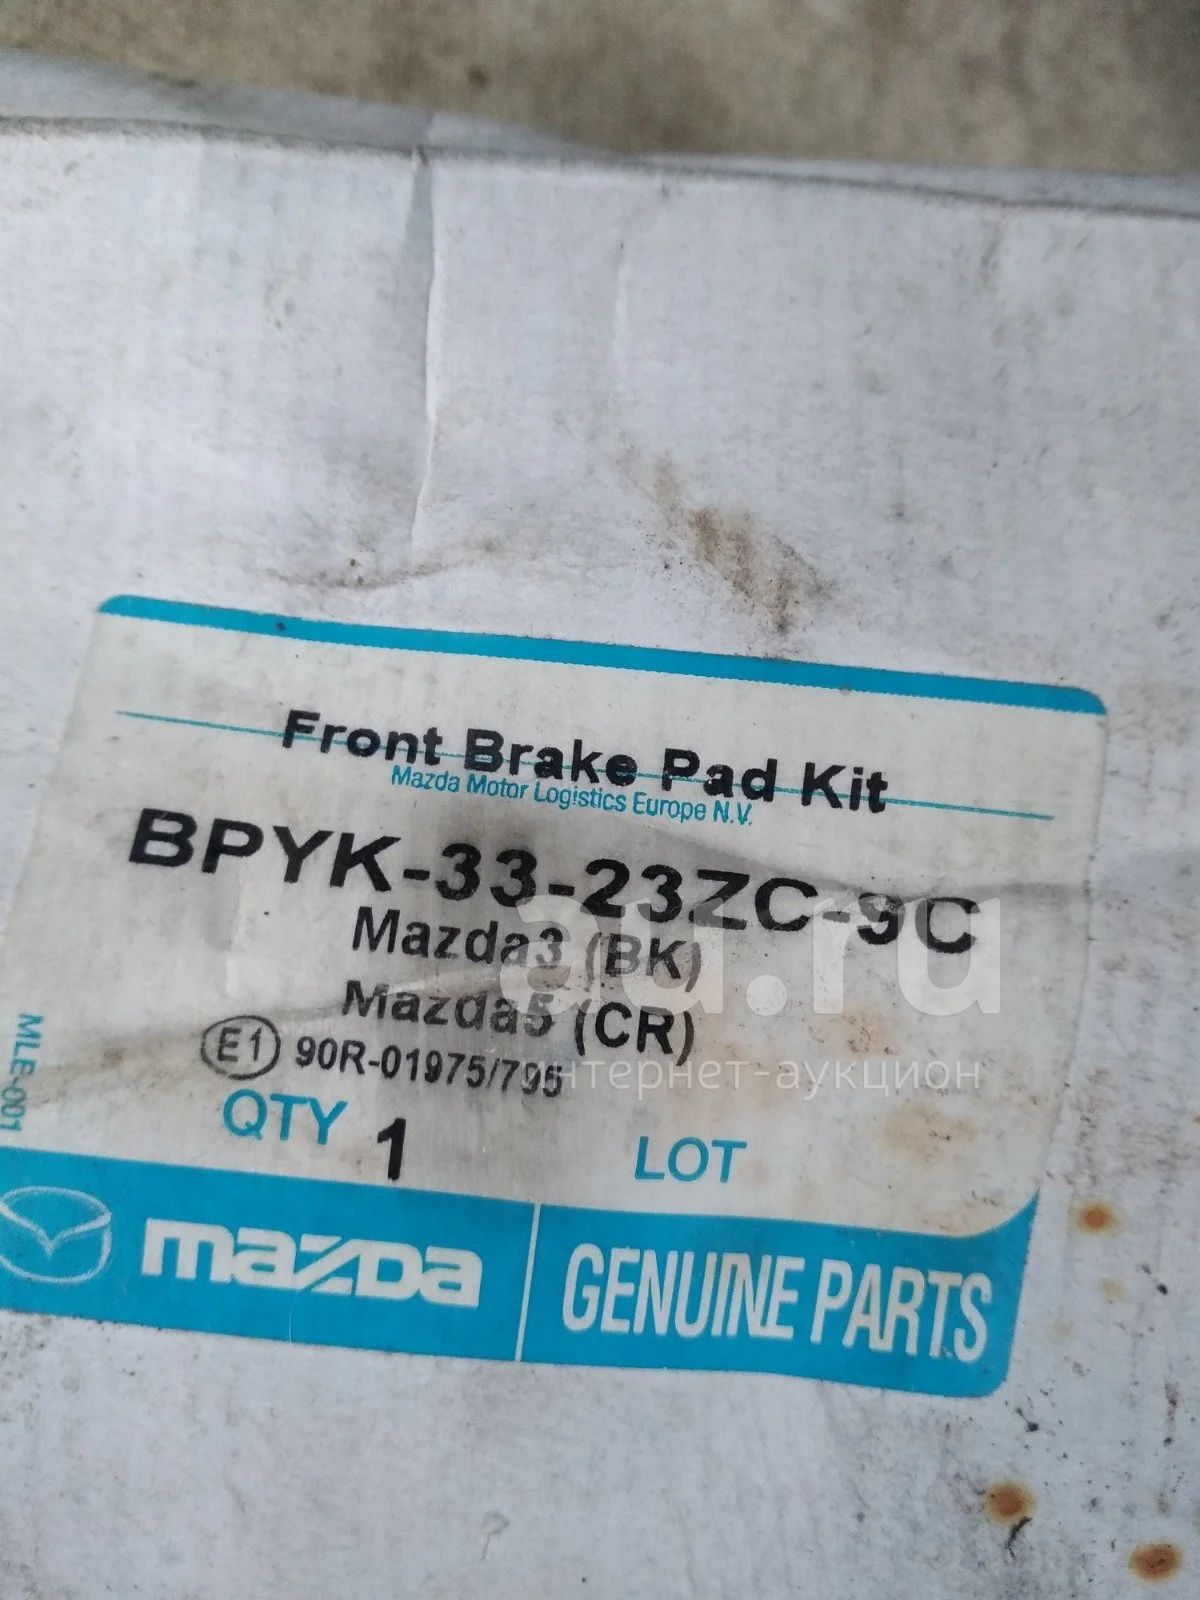 Front Brake Pad Kit
Mazda Motor Logistics Europe N.V.
BPYK-33-23ZC-9C
Mazda3 (BK)
Mazda5 (CR)
E1 90R-01975/795
QTY 1 LOT
MLE-001
mazda GENUINE PARTS
au.ru
интернет-аукцион